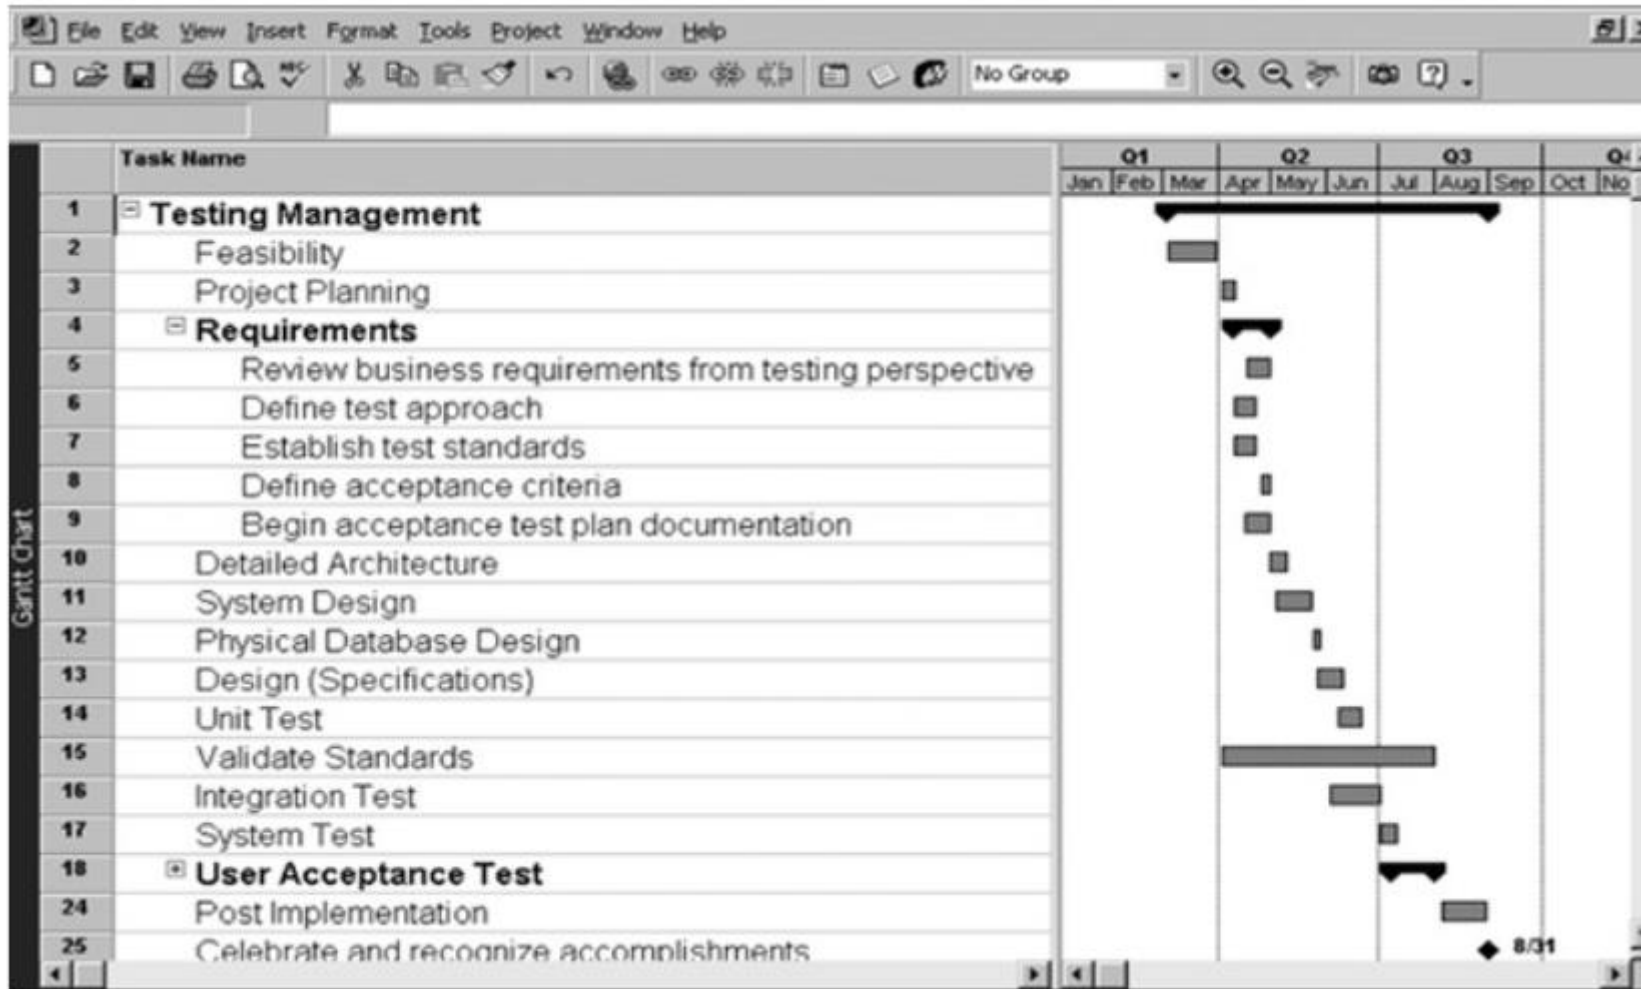 File Edit View Insert Format Tools Project Window Help
ABC No Group
Task Name Q1 Q2 Q3
Jan Feb Mar Apr May Jun Jul Aug Sep Oct No
1 Testing Management
2 Feasibility
3 Project Planning
4 Requirements
5 Review business requirements from testing perspective
6 Define test approach
7 Establish test standards
8 Define acceptance criteria
9 Begin acceptance test plan documentation
10 Detailed Architecture
11 System Design
12 Physical Database Design
13 Design (Specifications)
14 Unit Test
15 Validate Standards
16 Integration Test
17 System Test
18 User Acceptance Test
24 Post Implementation
25 Celebrate and recognize accomplishments 8/31
Gantt Chart